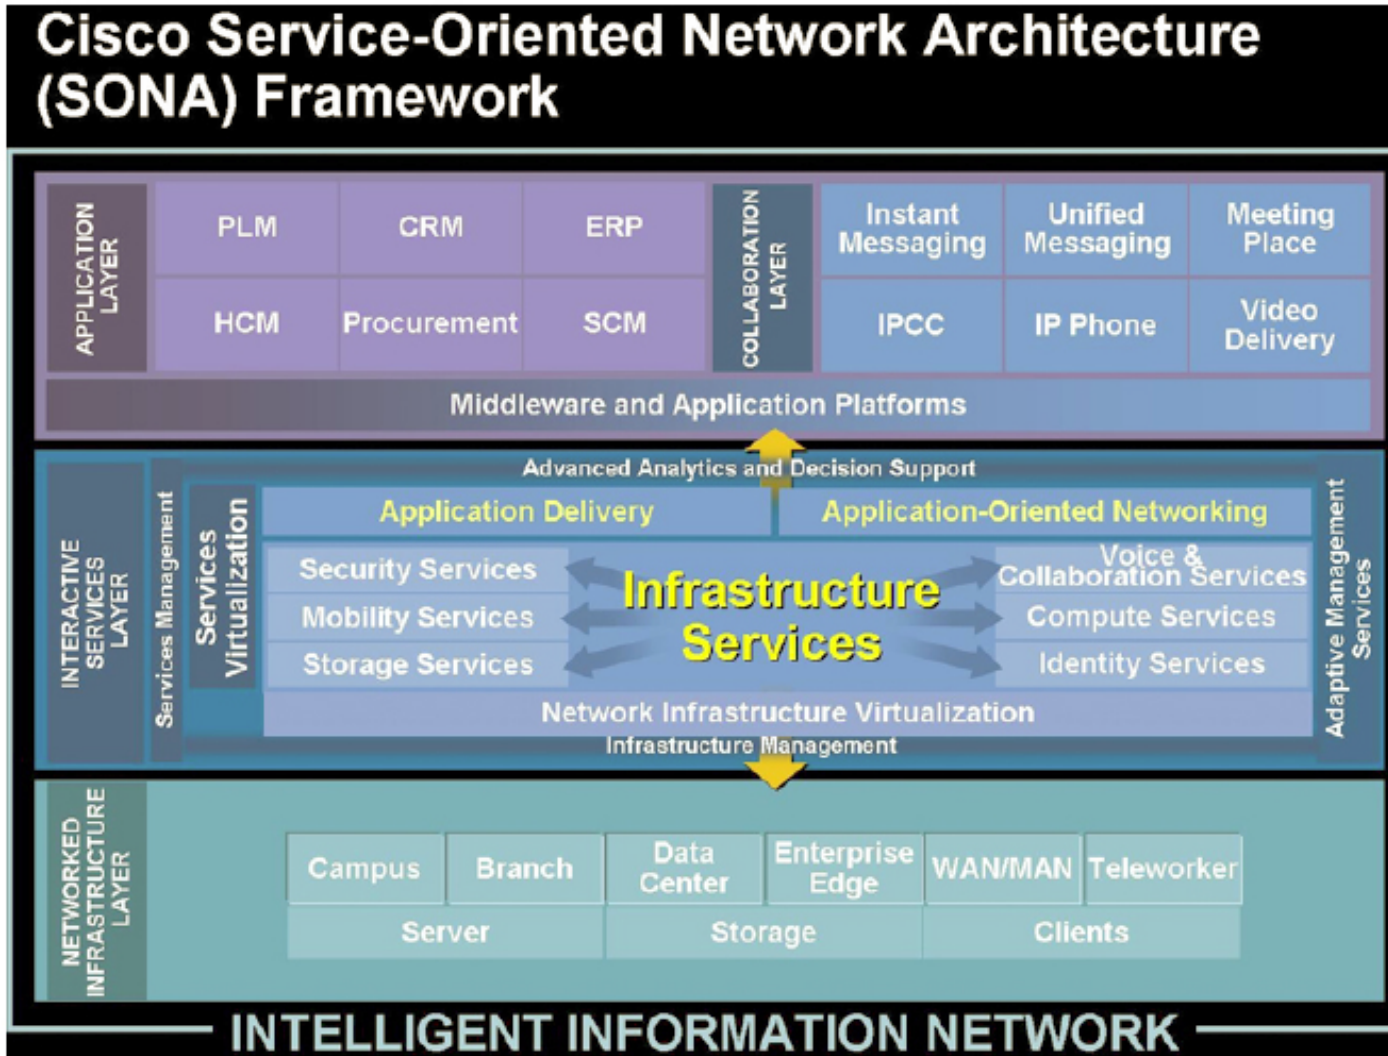 Cisco Service-Oriented Network Architecture
(SONA) Framework
APPLICATION
LAYER
PLM
CRM
ERP
HCM
Procurement
SCM
COLLABORATION
LAYER
Instant
Messaging
Unified
Messaging
Meeting
Place
IPCC
IP Phone
Video
Delivery
Middleware and Application Platforms
INTERACTIVE
SERVICES
LAYER
Services Management
Advanced Analytics and Decision Support
Services
Virtualization
Application Delivery
Application-Oriented Networking
Security Services
Mobility Services
Storage Services
Infrastructure
Services
Voice &
Collaboration Services
Compute Services
Identity Services
Network Infrastructure Virtualization
Infrastructure Management
Adaptive Management
Services
NETWORKED
INFRASTRUCTURE
LAYER
Campus
Branch
Data
Center
Enterprise
Edge
WAN/MAN
Teleworker
Server
Storage
Clients
INTELLIGENT INFORMATION NETWORK